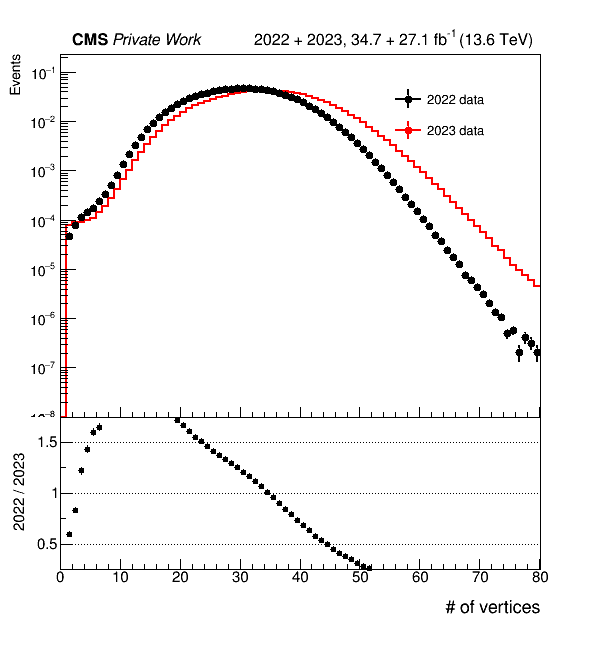 CMS Private Work 2022 + 2023, 34.7 + 27.1 fb⁻¹ (13.6 TeV)
Events
10⁻¹
10⁻²
10⁻³
10⁻⁴
10⁻⁵
10⁻⁶
10⁻⁷
10⁻⁸
2022 data
2023 data
2022 / 2023
1.5
1
0.5
0 10 20 30 40 50 60 70 80
# of vertices